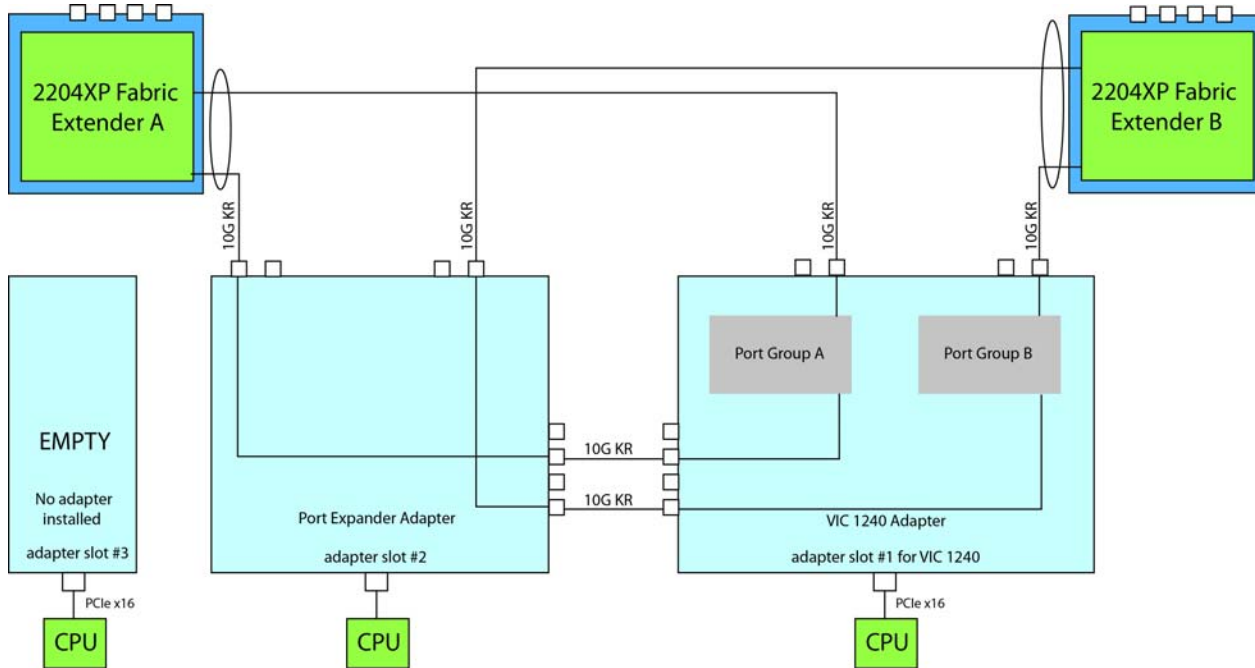 2204XP Fabric
Extender A
2204XP Fabric
Extender B
10G KR
10G KR
10G KR
10G KR
Port Group A
Port Group B
EMPTY
No adapter
installed
adapter slot #3
10G KR
10G KR
Port Expander Adapter
adapter slot #2
VIC 1240 Adapter
adapter slot #1 for VIC 1240
PCIe x16
PCIe x16
CPU
CPU
CPU